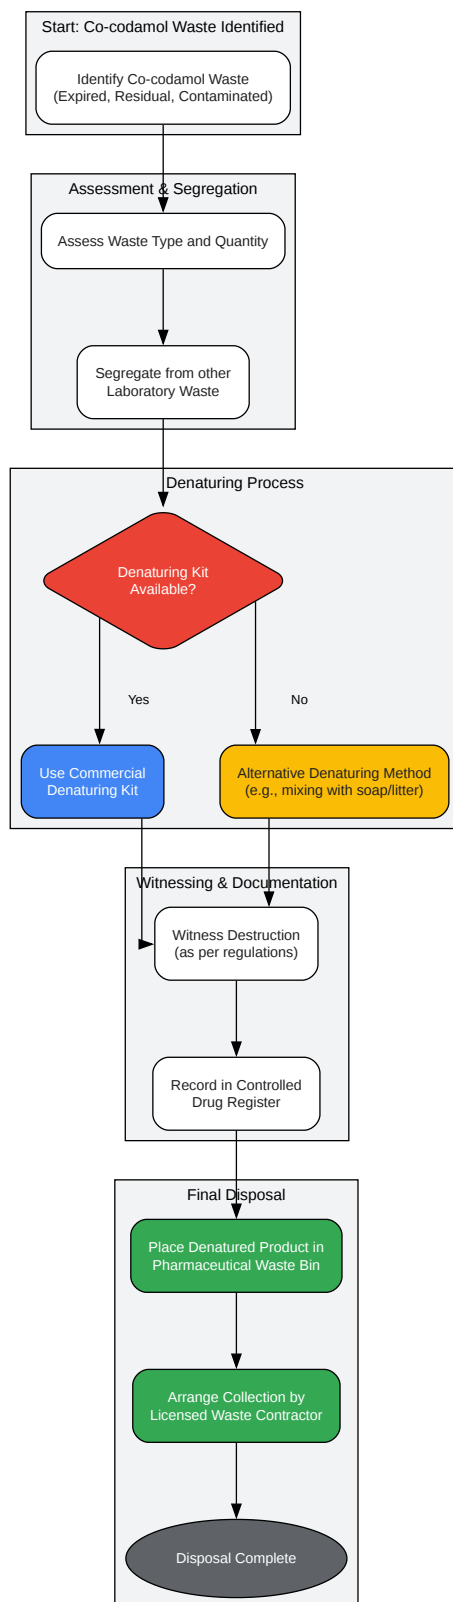 Start: Co-codamol Waste Identified
Identify Co-codamol Waste
(Expired, Residual, Contaminated)
Assessment & Segregation
Assess Waste Type and Quantity
Segregate from other
Laboratory Waste
Denaturing Process
Denaturing Kit
Available?
Yes
No
Use Commercial
Denaturing Kit
Alternative Denaturing Method
(e.g., mixing with soap/litter)
Witnessing & Documentation
Witness Destruction
(as per regulations)
Record in Controlled
Drug Register
Final Disposal
Place Denatured Product in
Pharmaceutical Waste Bin
Arrange Collection by
Licensed Waste Contractor
Disposal Complete